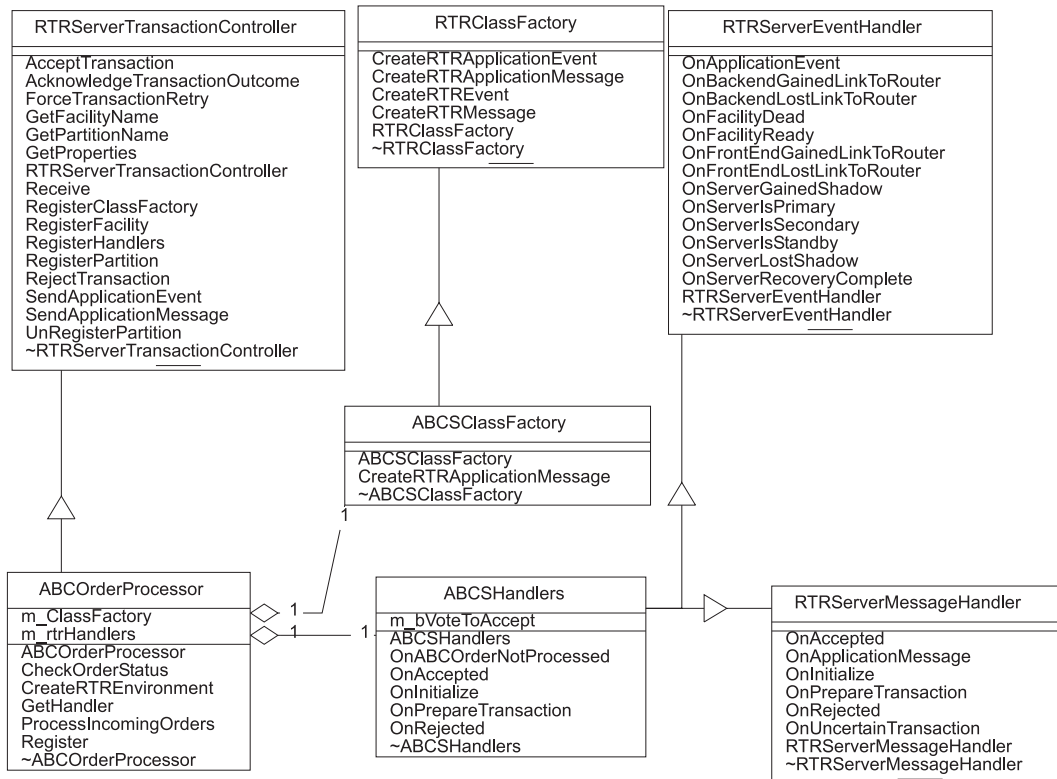 RTRServerTransactionController
AcceptTransaction
AcknowledgeTransactionOutcome
ForceTransactionRetry
GetFacilityName
GetPartitionName
GetProperties
RTRServerTransactionController
Receive
RegisterClassFactory
RegisterFacility
RegisterHandlers
RegisterPartition
RejectTransaction
SendApplicationEvent
SendApplicationMessage
UnRegisterPartition
~RTRServerTransactionController
RTRClassFactory
CreateRTRApplicationEvent
CreateRTRApplicationMessage
CreateRTREvent
CreateRTRMessage
RTRClassFactory
~RTRClassFactory
RTRServerEventHandler
OnApplicationEvent
OnBackendGainedLinkToRouter
OnBackendLostLinkToRouter
OnFacilityDead
OnFacilityReady
OnFrontEndGainedLinkToRouter
OnFrontEndLostLinkToRouter
OnServerGainedShadow
OnServerIsPrimary
OnServerIsSecondary
OnServerIsStandby
OnServerLostShadow
OnServerRecoveryComplete
RTRServerEventHandler
~RTRServerEventHandler
ABCSClassFactory
ABCSClassFactory
CreateRTRApplicationMessage
~ABCSClassFactory
1
1
1
1
ABCOrderProcessor
m_ClassFactory
m_rtrHandlers
ABCOrderProcessor
CheckOrderStatus
CreateRTREnvironment
GetHandler
ProcessIncomingOrders
Register
~ABCOrderProcessor
ABCSHandlers
m_bVoteToAccept
ABCSHandlers
OnABCOrderNotProcessed
OnAccepted
OnInitialize
OnPrepareTransaction
OnRejected
~ABCSHandlers
RTRServerMessageHandler
OnAccepted
OnApplicationMessage
OnInitialize
OnPrepareTransaction
OnRejected
OnUncertainTransaction
RTRServerMessageHandler
~RTRServerMessageHandler